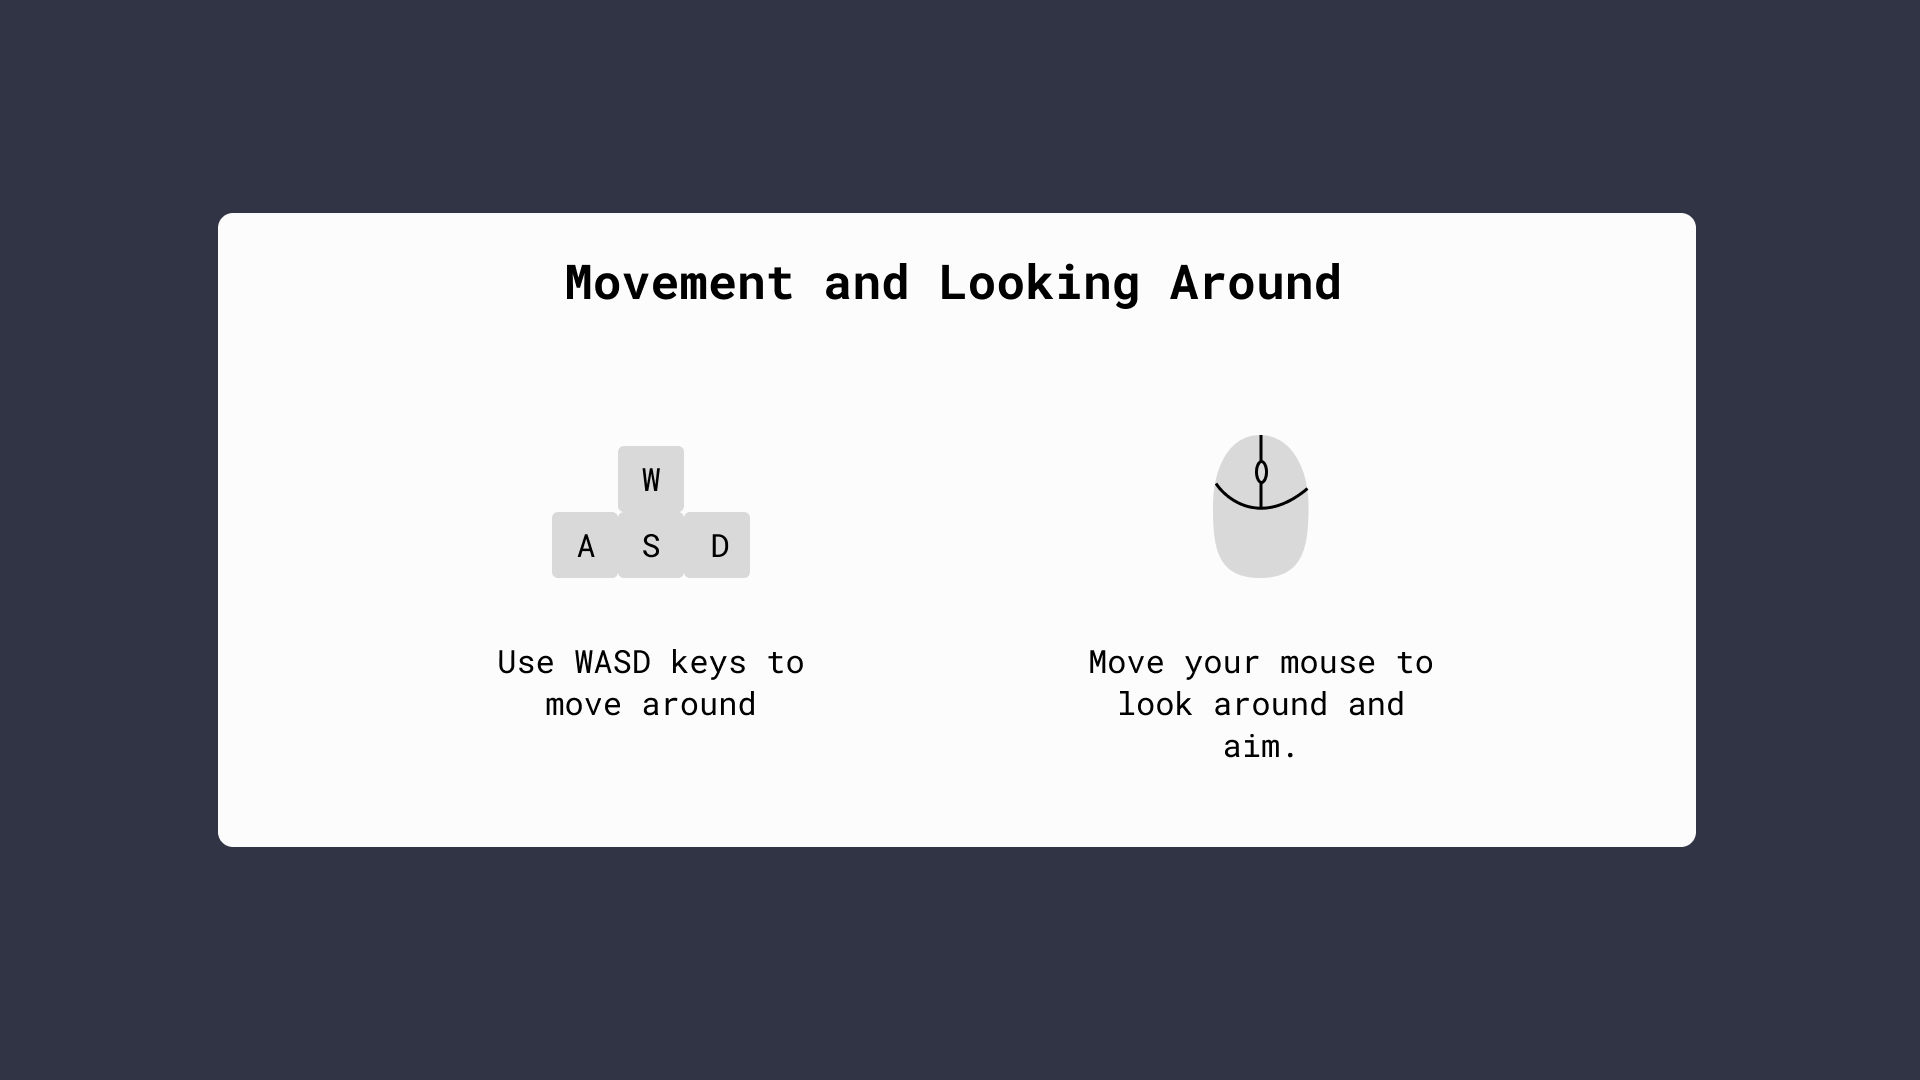 Movement and Looking Around
W
A S D
Use WASD keys to
move around
Move your mouse to
look around and
aim.